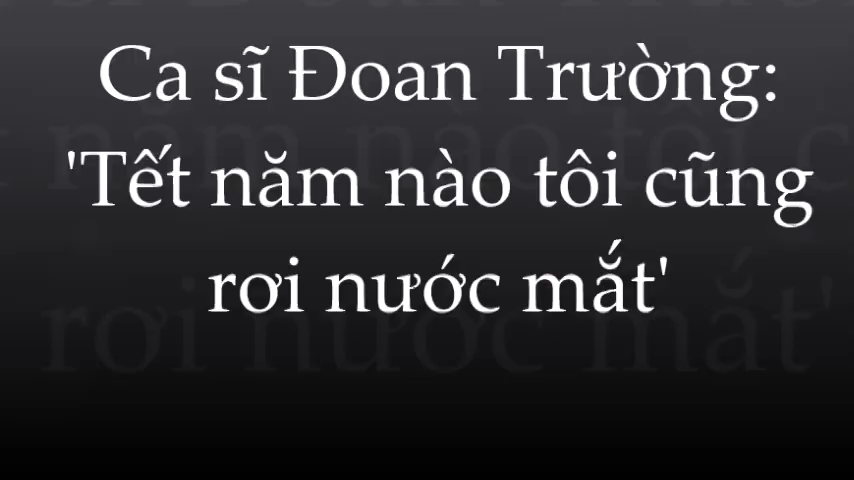 Ca sĩ Đoan Trường:
'Tết năm nào tôi cũng
rơi nước mắt'